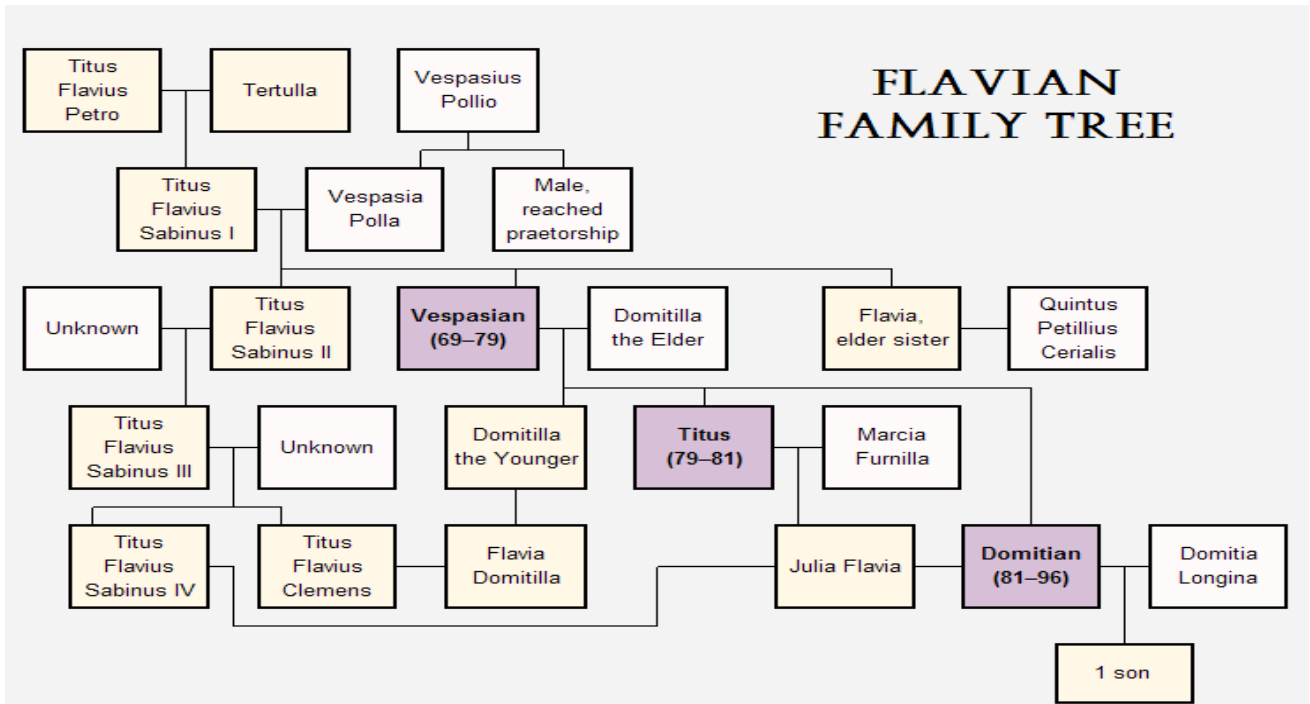 FLAVIAN
FAMILY TREE
Titus
Flavius
Petro
Tertulla
Vespasius
Pollio
Titus
Flavius
Sabinus I
Vespasia
Polla
Male,
reached
praetorship
Unknown
Titus
Flavius
Sabinus II
Vespasian
(69–79)
Domitilla
the Elder
Flavia,
elder sister
Quintus
Petillius
Cerialis
Titus
Flavius
Sabinus III
Unknown
Domitilla
the Younger
Titus
(79–81)
Marcia
Furnilla
Titus
Flavius
Sabinus IV
Titus
Flavius
Clemens
Flavia
Domitilla
Julia Flavia
Domitian
(81–96)
Domitia
Longina
1 son